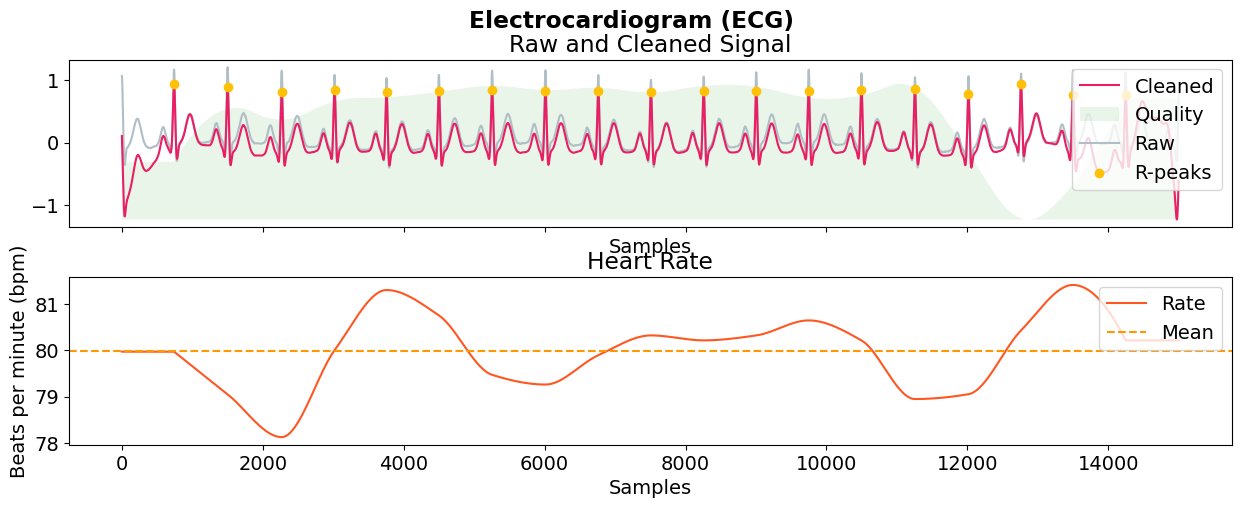 Electrocardiogram (ECG)
Raw and Cleaned Signal
1
0
−1
Cleaned
Quality
Raw
R-peaks
Samples
Heart Rate
Beats per minute (bpm)
81
80
79
78
Rate
Mean
0 2000 4000 6000 8000 10000 12000 14000
Samples